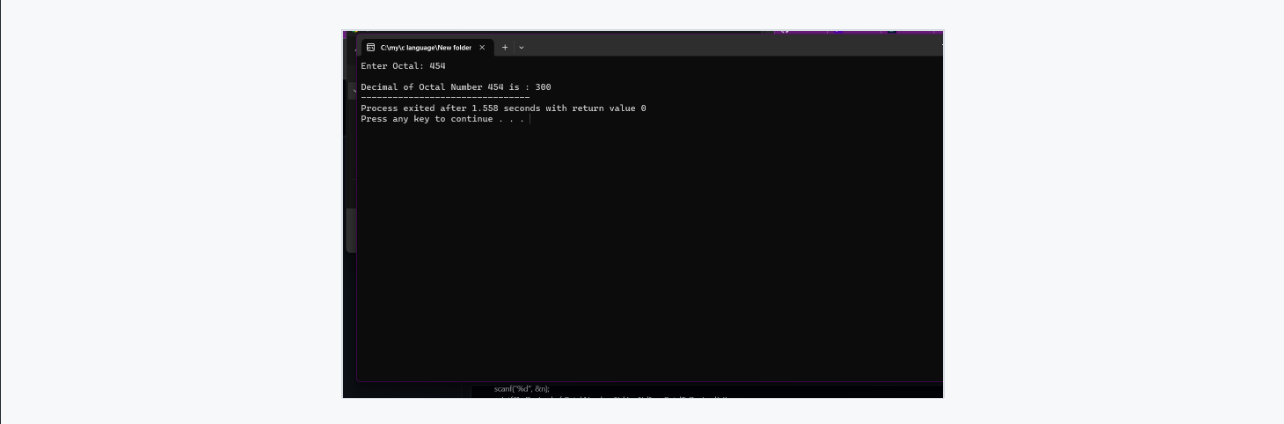 C:\my\c language\New folder
Enter Octal: 454
Decimal of Octal Number 454 is : 300
--------------------------------
Process exited after 1.558 seconds with return value 0
Press any key to continue . . .
scanf("%d", &n);